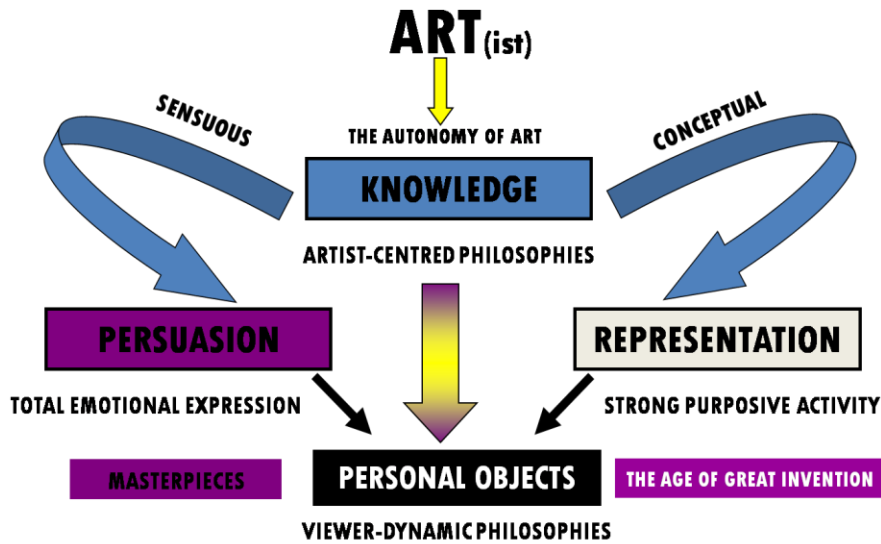 ART(ist)
SENSUOUS
CONCEPTUAL
THE AUTONOMY OF ART
KNOWLEDGE
ARTIST-CENTRED PHILOSOPHIES
PERSUASION
REPRESENTATION
TOTAL EMOTIONAL EXPRESSION
STRONG PURPOSIVE ACTIVITY
MASTERPIECES
PERSONAL OBJECTS
THE AGE OF GREAT INVENTION
VIEWER-DYNAMIC PHILOSOPHIES